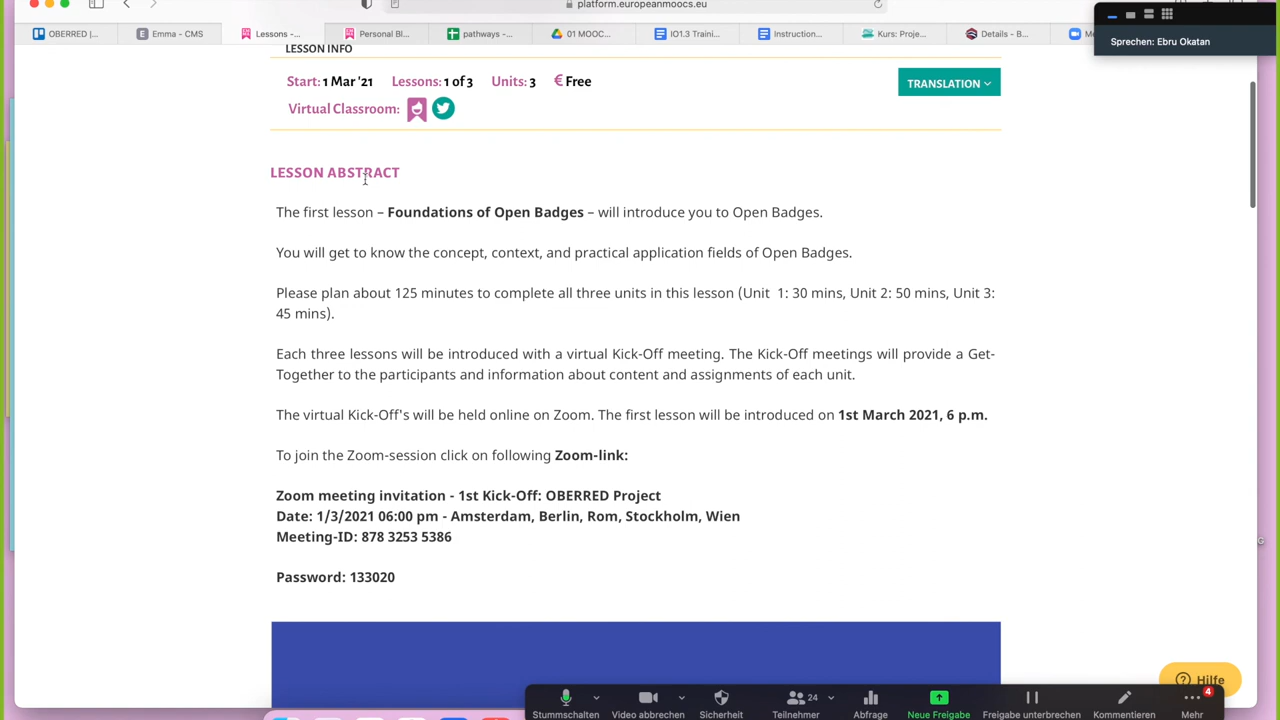 platform.europeanmoocs.eu
OBERRED |...
Emma - CMS
Lessons -...
Personal Bl...
pathways -...
01 MOOC...
IO1.3 Traini...
Instruction...
Kurs: Proje...
Details - B...
Me
Sprechen: Ebru Okatan
LESSON INFO
Start: 1 Mar '21 Lessons: 1 of 3 Units: 3 € Free
TRANSLATION
Virtual Classroom:
LESSON ABSTRACT
The first lesson – Foundations of Open Badges – will introduce you to Open Badges.
You will get to know the concept, context, and practical application fields of Open Badges.
Please plan about 125 minutes to complete all three units in this lesson (Unit 1: 30 mins, Unit 2: 50 mins, Unit 3:
45 mins).
Each three lessons will be introduced with a virtual Kick-Off meeting. The Kick-Off meetings will provide a Get-
Together to the participants and information about content and assignments of each unit.
The virtual Kick-Off's will be held online on Zoom. The first lesson will be introduced on 1st March 2021, 6 p.m.
To join the Zoom-session click on following Zoom-link:
Zoom meeting invitation - 1st Kick-Off: OBERRED Project
Date: 1/3/2021 06:00 pm - Amsterdam, Berlin, Rom, Stockholm, Wien
Meeting-ID: 878 3253 5386
Password: 133020
G
Hilfe
24
4
Stummschalten
Video abbrechen
Sicherheit
Teilnehmer
Abfrage
Neue Freigabe
Freigabe unterbrechen
Kommentieren
Mehr